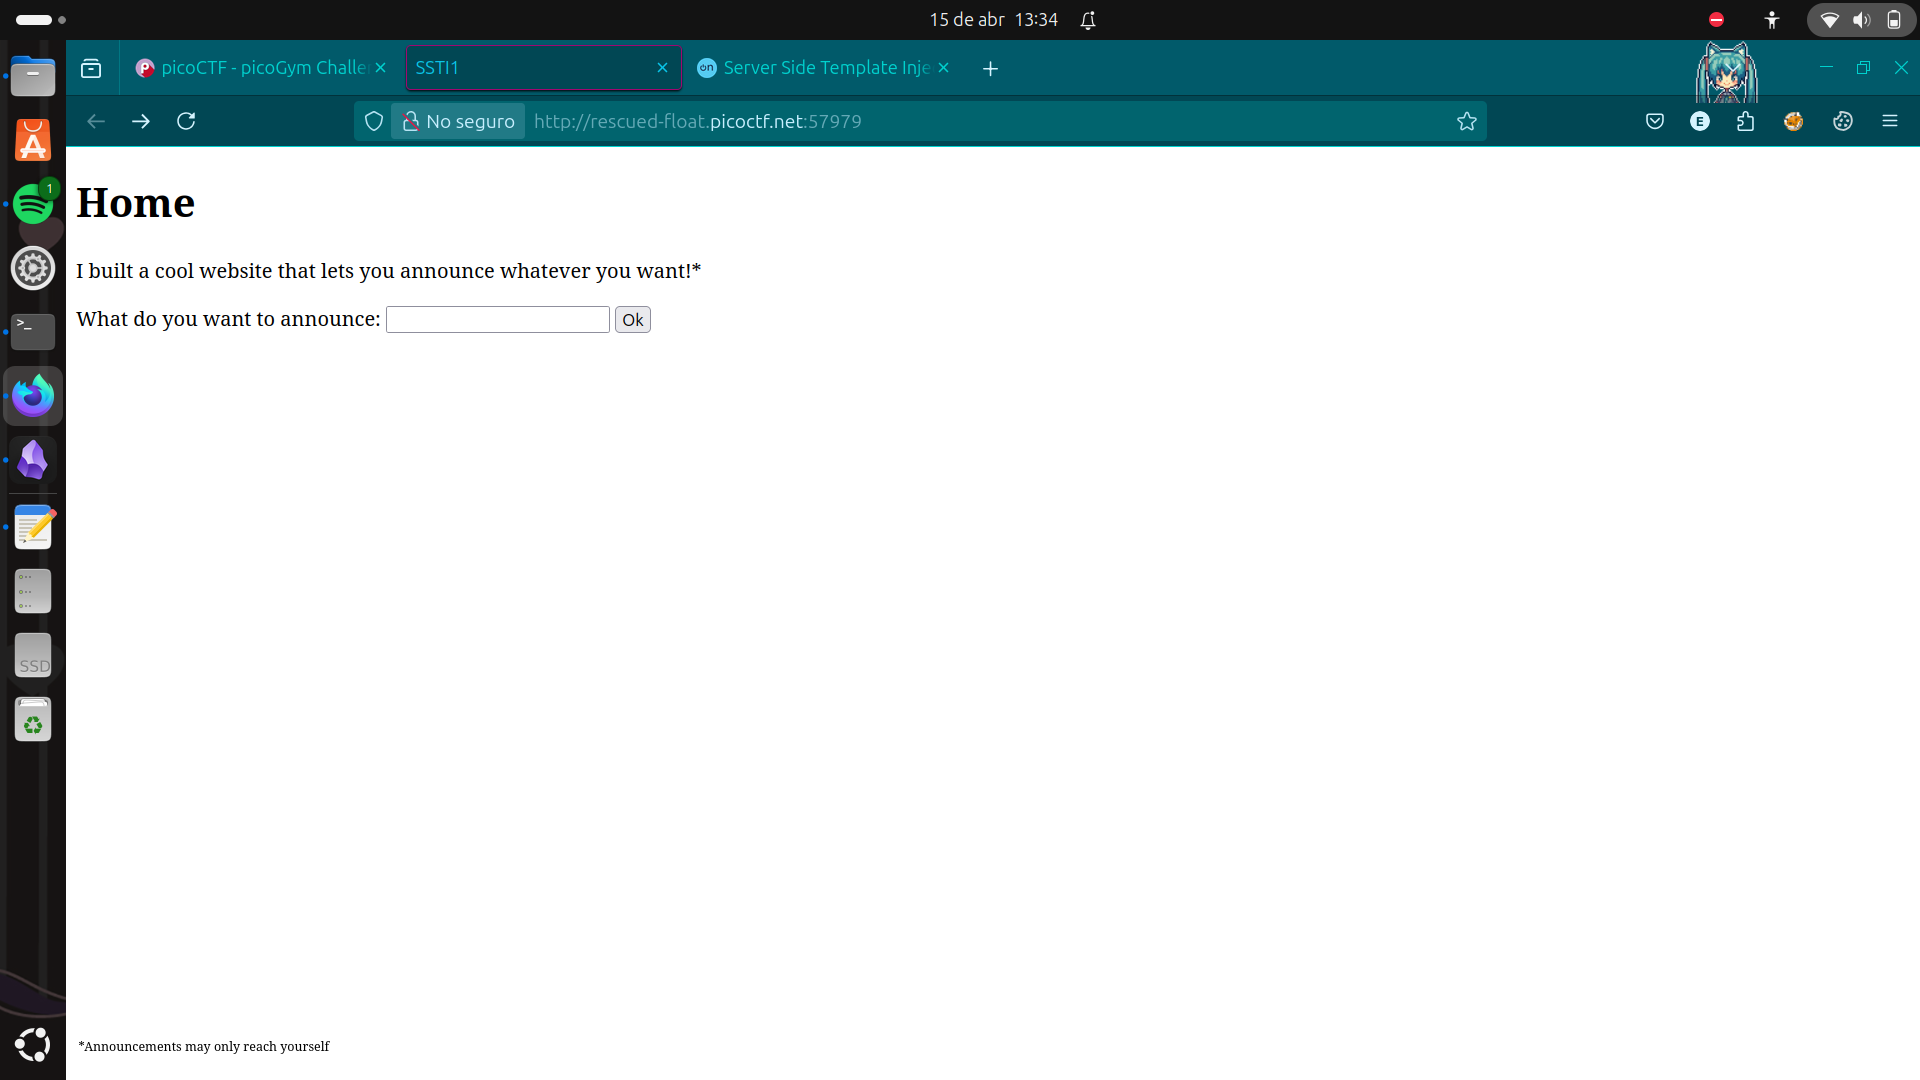 15 de abr 13:34
picoCTF - picoGym Challe
SSTI1
Server Side Template Inje
No seguro
http://rescued-float.picoctf.net:57979
E
1
>_
SSD
Home
I built a cool website that lets you announce whatever you want!*
What do you want to announce:
Ok
*Announcements may only reach yourself